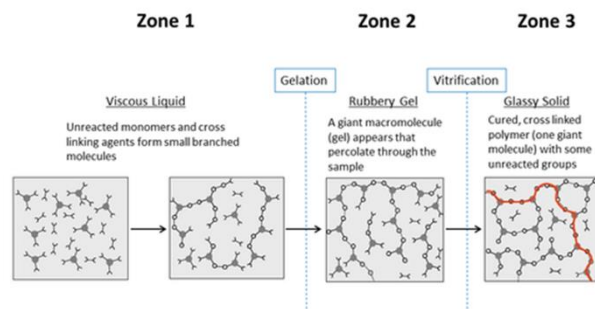 Zone 1
Zone 2
Zone 3
Gelation
Vitrification
Viscous Liquid
Unreacted monomers and cross
linking agents form small branched
molecules
Rubbery Gel
A giant macromolecule
(gel) appears that
percolate through the
sample
Glassy Solid
Cured, cross linked
polymer (one giant
molecule) with some
unreacted groups